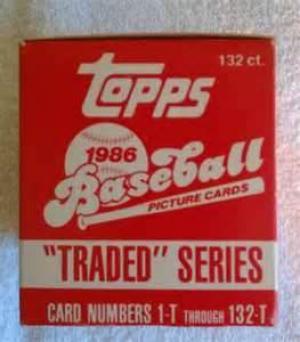 132 ct.
Topps
1986
Baseball
PICTURE CARDS
"TRADED" SERIES
CARD NUMBERS 1-T THROUGH 132-T